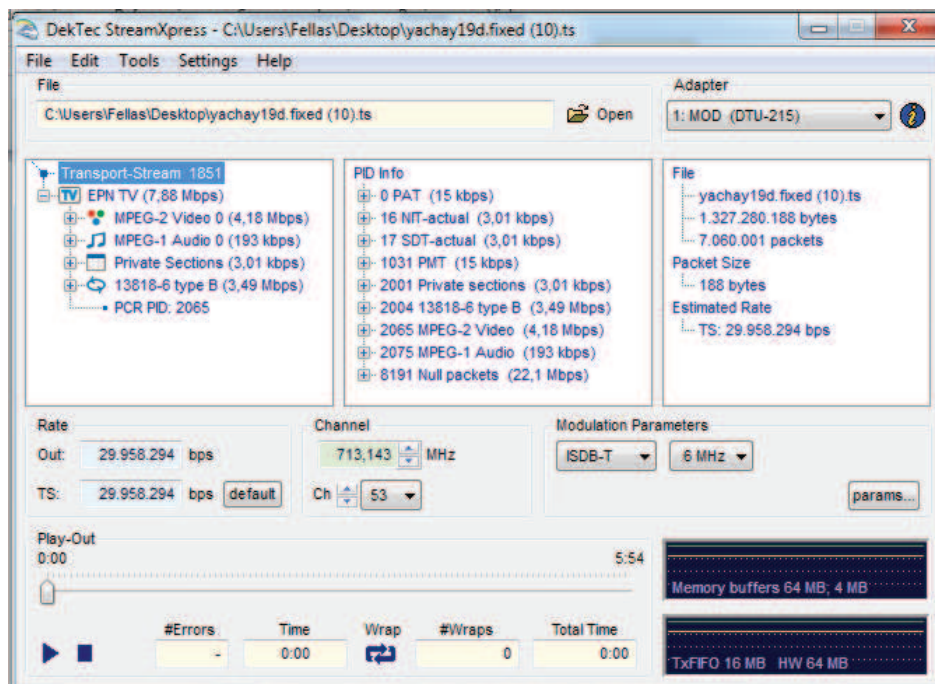 DekTec StreamXpress - C:\Users\Fellas\Desktop\yachay19d.fixed (10).ts
File Edit Tools Settings Help
File
C:\Users\Fellas\Desktop\yachay19d.fixed (10).ts
Open
Adapter
1: MOD (DTU-215)
Transport-Stream 1851
TV EPN TV (7,88 Mbps)
MPEG-2 Video 0 (4,18 Mbps)
MPEG-1 Audio 0 (193 kbps)
Private Sections (3,01 kbps)
13818-6 type B (3,49 Mbps)
PCR PID: 2065
PID Info
0 PAT (15 kbps)
16 NIT-actual (3,01 kbps)
17 SDT-actual (3,01 kbps)
1031 PMT (15 kbps)
2001 Private sections (3,01 kbps)
2004 13818-6 type B (3,49 Mbps)
2065 MPEG-2 Video (4,18 Mbps)
2075 MPEG-1 Audio (193 kbps)
8191 Null packets (22,1 Mbps)
File
yachay19d.fixed (10).ts
1.327.280.188 bytes
7.060.001 packets
Packet Size
188 bytes
Estimated Rate
TS: 29.958.294 bps
Rate
Out: 29.958.294 bps
TS: 29.958.294 bps default
Channel
713,143 MHz
Ch 53
Modulation Parameters
ISDB-T 6 MHz
params...
Play-Out
0:00 5:54
#Errors Time Wrap #Wraps Total Time
- 0:00 0 0:00
Memory buffers 64 MB; 4 MB
TxFIFO 16 MB HW 64 MB